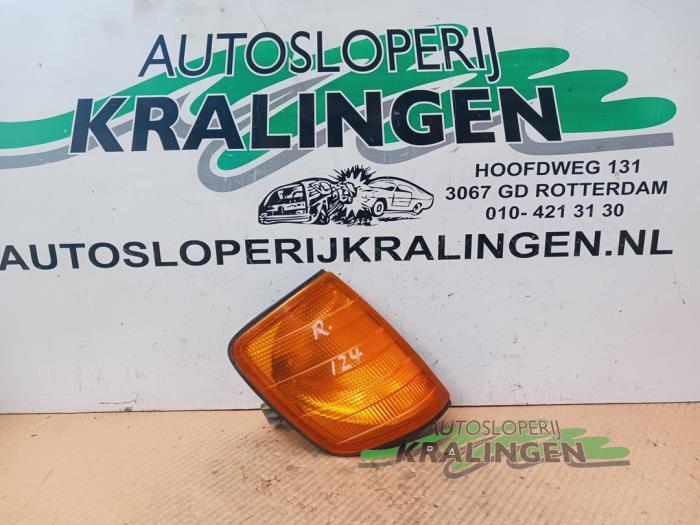 AUTOSLOPERIJ
KRALINGEN
HOOFDWEG 131
3067 GD ROTTERDAM
010- 421 31 30
AUTOSLOPERIJKRALINGEN.NL
R.
124
AUTOSLOPERIJ
KRALINGEN